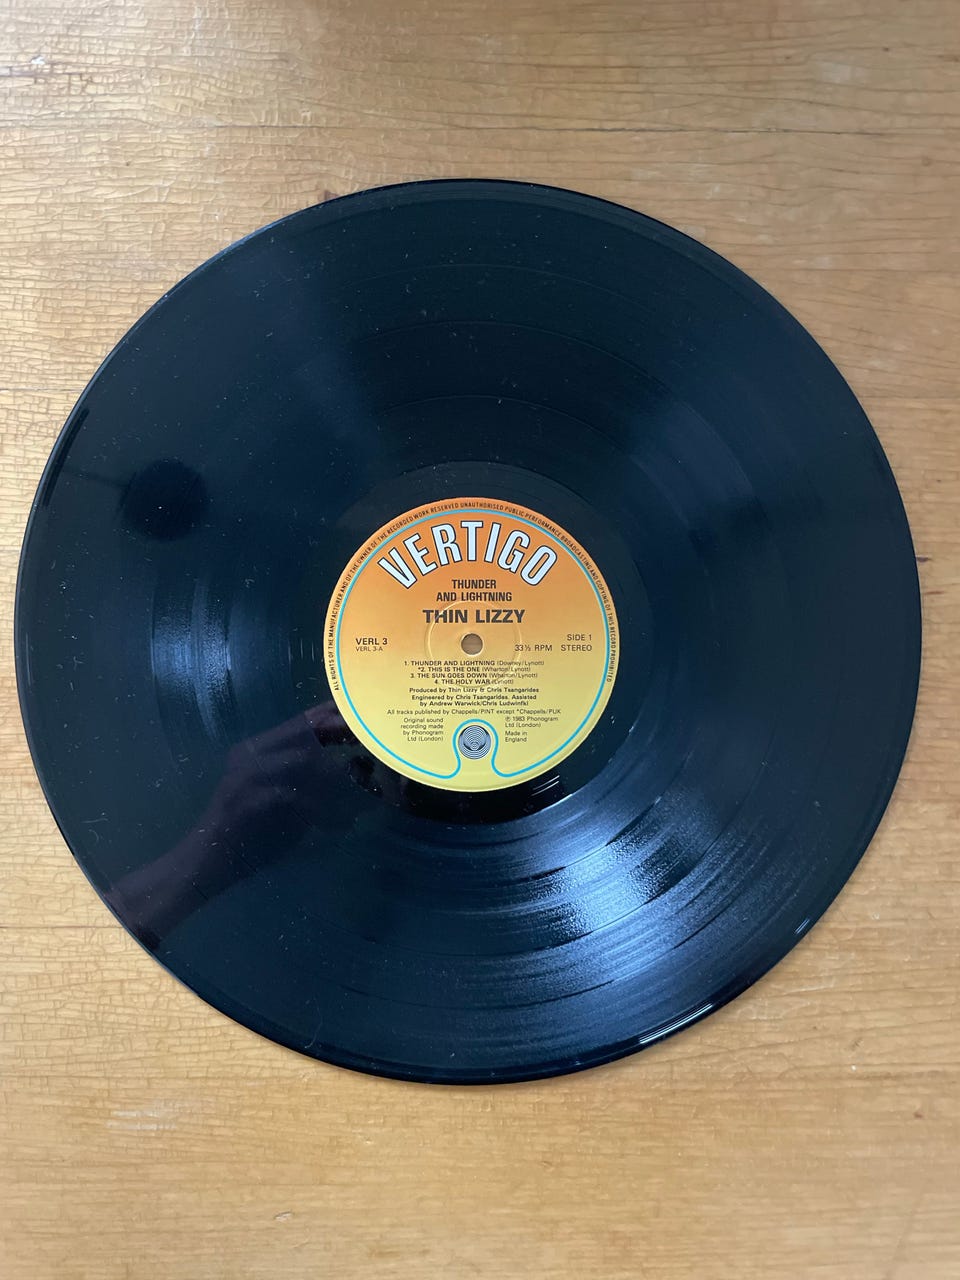 ALL RIGHTS OF THE MANUFACTURER AND OF THE OWNER OF THE RECORDED WORK RESERVED UNAUTHORISED PUBLIC PERFORMANCE BROADCASTING AND COPYING OF THIS RECORD PROHIBITED
VERTIGO
THUNDER
AND LIGHTNING
THIN LIZZY
VERL 3
VERL 3-A
SIDE 1
33⅓ RPM STEREO
1. THUNDER AND LIGHTNING (Downey/Lynott)
*2. THIS IS THE ONE (Wharton/Lynott)
3. THE SUN GOES DOWN (Wharton/Lynott)
4. THE HOLY WAR (Lynott)
Produced by Thin Lizzy & Chris Tsangarides
Engineered by Chris Tsangarides. Assisted
by Andrew Warwick/Chris Ludwinfki
All tracks published by Chappells/PINT except *Chappells/PUK
Original sound
recording made
by Phonogram
Ltd (London)
℗ 1983 Phonogram
Ltd (London)
Made in
England